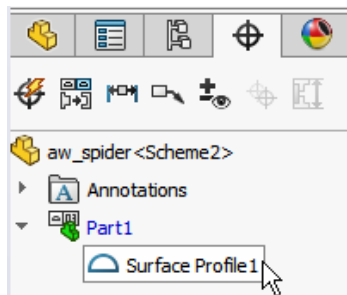 aw_spider<Scheme2>
Annotations
Part1
Surface Profile1